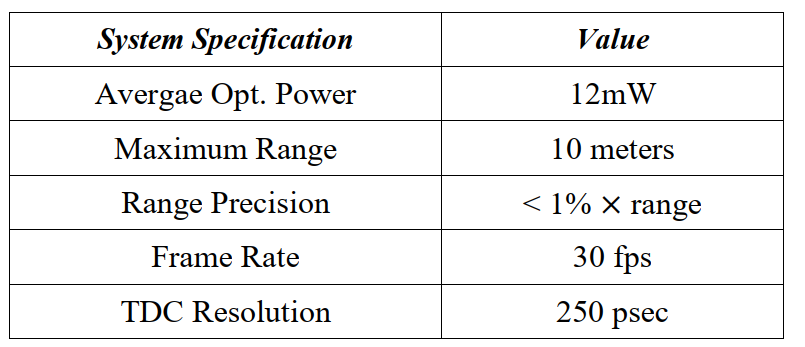 System Specification Value
Avergae Opt. Power 12mW
Maximum Range 10 meters
Range Precision < 1% × range
Frame Rate 30 fps
TDC Resolution 250 psec